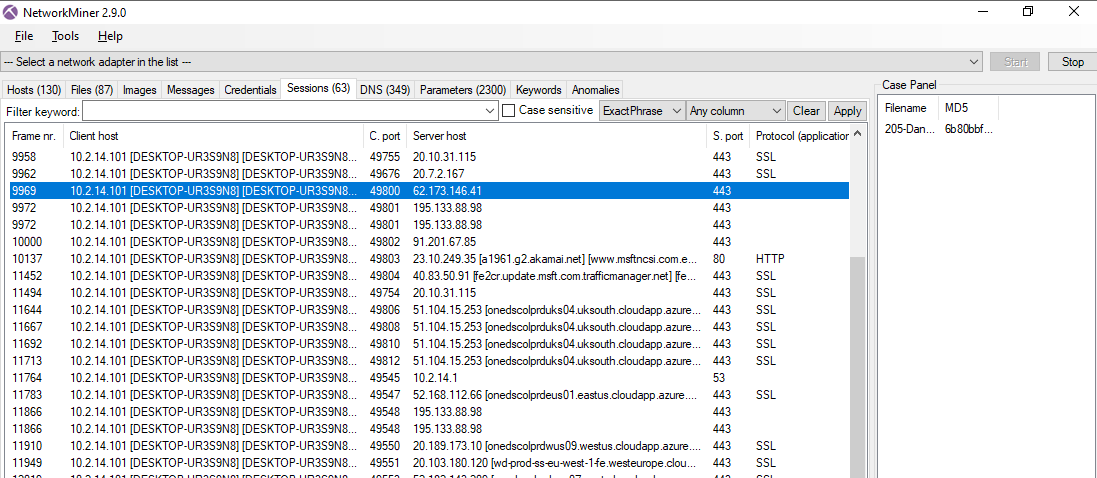 NetworkMiner 2.9.0
File Tools Help
--- Select a network adapter in the list --- Start Stop
Hosts (130) Files (87) Images Messages Credentials Sessions (63) DNS (349) Parameters (2300) Keywords Anomalies Case Panel
Filter keyword: Case sensitive ExactPhrase Any column Clear Apply Filename MD5
Frame nr. Client host C. port Server host S. port Protocol (application
205-Dan... 6b80bbf...
9958 10.2.14.101 [DESKTOP-UR3S9N8] [DESKTOP-UR3S9N8... 49755 20.10.31.115 443 SSL
9962 10.2.14.101 [DESKTOP-UR3S9N8] [DESKTOP-UR3S9N8... 49676 20.7.2.167 443 SSL
9969 10.2.14.101 [DESKTOP-UR3S9N8] [DESKTOP-UR3S9N8... 49800 62.173.146.41 443
9972 10.2.14.101 [DESKTOP-UR3S9N8] [DESKTOP-UR3S9N8... 49801 195.133.88.98 443
9972 10.2.14.101 [DESKTOP-UR3S9N8] [DESKTOP-UR3S9N8... 49801 195.133.88.98 443
10000 10.2.14.101 [DESKTOP-UR3S9N8] [DESKTOP-UR3S9N8... 49802 91.201.67.85 443
10137 10.2.14.101 [DESKTOP-UR3S9N8] [DESKTOP-UR3S9N8... 49803 23.10.249.35 [a1961.g2.akamai.net] [www.msftncsi.com.e... 80 HTTP
11452 10.2.14.101 [DESKTOP-UR3S9N8] [DESKTOP-UR3S9N8... 49804 40.83.50.91 [fe2cr.update.msft.com.trafficmanager.net] [fe... 443 SSL
11494 10.2.14.101 [DESKTOP-UR3S9N8] [DESKTOP-UR3S9N8... 49754 20.10.31.115 443 SSL
11644 10.2.14.101 [DESKTOP-UR3S9N8] [DESKTOP-UR3S9N8... 49806 51.104.15.253 [onedscolprduks04.uksouth.cloudapp.azure... 443 SSL
11667 10.2.14.101 [DESKTOP-UR3S9N8] [DESKTOP-UR3S9N8... 49808 51.104.15.253 [onedscolprduks04.uksouth.cloudapp.azure... 443 SSL
11692 10.2.14.101 [DESKTOP-UR3S9N8] [DESKTOP-UR3S9N8... 49810 51.104.15.253 [onedscolprduks04.uksouth.cloudapp.azure... 443 SSL
11713 10.2.14.101 [DESKTOP-UR3S9N8] [DESKTOP-UR3S9N8... 49812 51.104.15.253 [onedscolprduks04.uksouth.cloudapp.azure... 443 SSL
11764 10.2.14.101 [DESKTOP-UR3S9N8] [DESKTOP-UR3S9N8... 49545 10.2.14.1 53
11783 10.2.14.101 [DESKTOP-UR3S9N8] [DESKTOP-UR3S9N8... 49547 52.168.112.66 [onedscolprdeus01.eastus.cloudapp.azure.... 443 SSL
11866 10.2.14.101 [DESKTOP-UR3S9N8] [DESKTOP-UR3S9N8... 49548 195.133.88.98 443
11866 10.2.14.101 [DESKTOP-UR3S9N8] [DESKTOP-UR3S9N8... 49548 195.133.88.98 443
11910 10.2.14.101 [DESKTOP-UR3S9N8] [DESKTOP-UR3S9N8... 49550 20.189.173.10 [onedscolprdwus09.westus.cloudapp.azure... 443 SSL
11949 10.2.14.101 [DESKTOP-UR3S9N8] [DESKTOP-UR3S9N8... 49551 20.103.180.120 [wd-prod-ss-eu-west-1-fe.westeurope.clou... 443 SSL